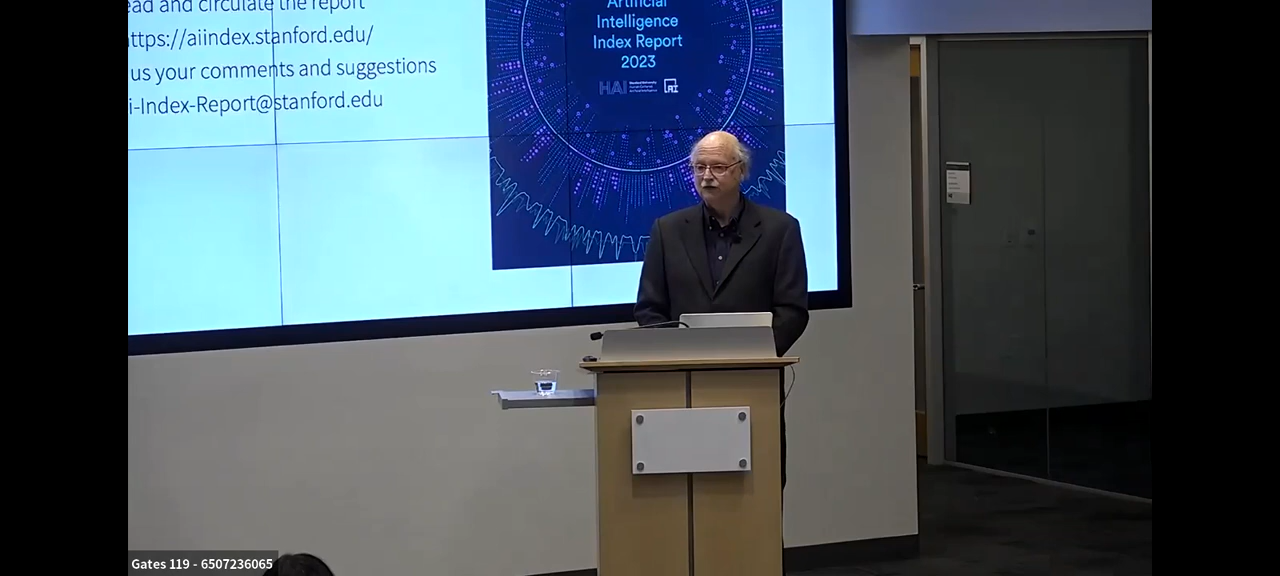 ead and circulate the report
ttps://aiindex.stanford.edu/
us your comments and suggestions
i-Index-Report@stanford.edu
Artificial
Intelligence
Index Report
2023
HAI
Gates 119 - 6507236065